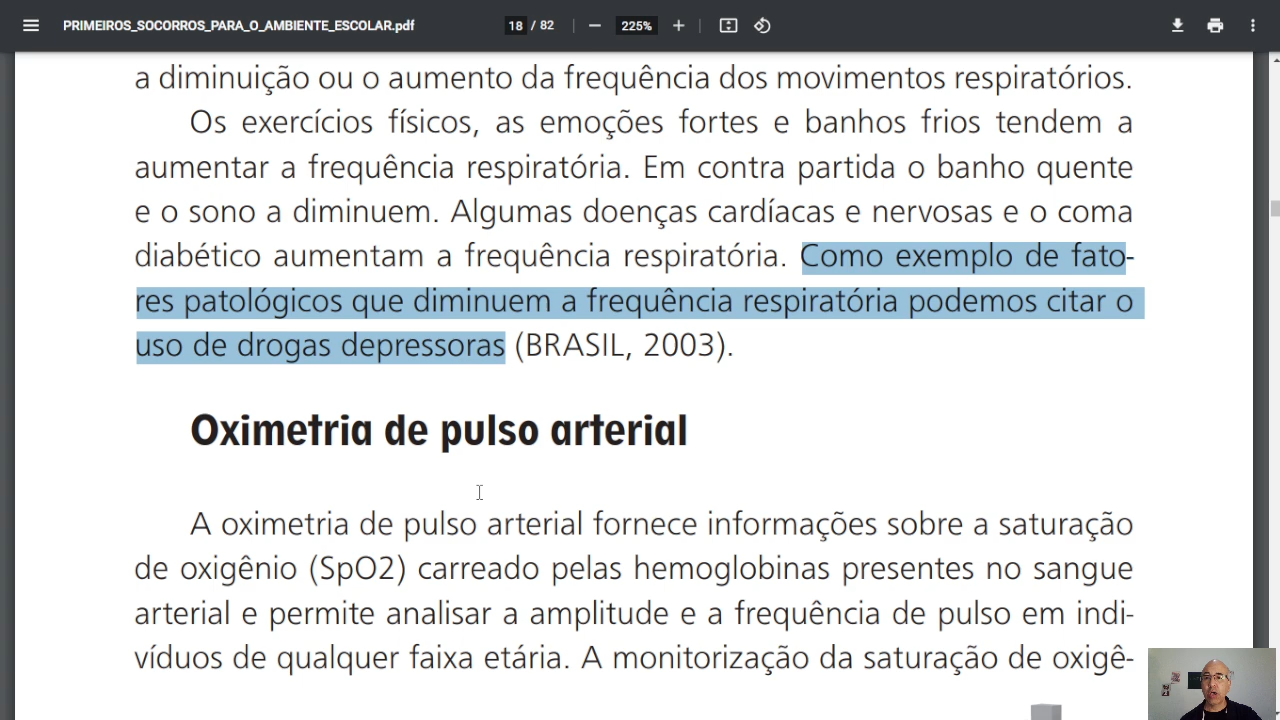 PRIMEIROS_SOCORROS_PARA_O_AMBIENTE_ESCOLAR.pdf 18 / 82 225%
a diminuição ou o aumento da frequência dos movimentos respiratórios.
Os exercícios físicos, as emoções fortes e banhos frios tendem a
aumentar a frequência respiratória. Em contra partida o banho quente
e o sono a diminuem. Algumas doenças cardíacas e nervosas e o coma
diabético aumentam a frequência respiratória. Como exemplo de fato-
res patológicos que diminuem a frequência respiratória podemos citar o
uso de drogas depressoras (BRASIL, 2003).
Oximetria de pulso arterial
A oximetria de pulso arterial fornece informações sobre a saturação
de oxigênio (SpO2) carreado pelas hemoglobinas presentes no sangue
arterial e permite analisar a amplitude e a frequência de pulso em indi-
víduos de qualquer faixa etária. A monitorização da saturação de oxigê-